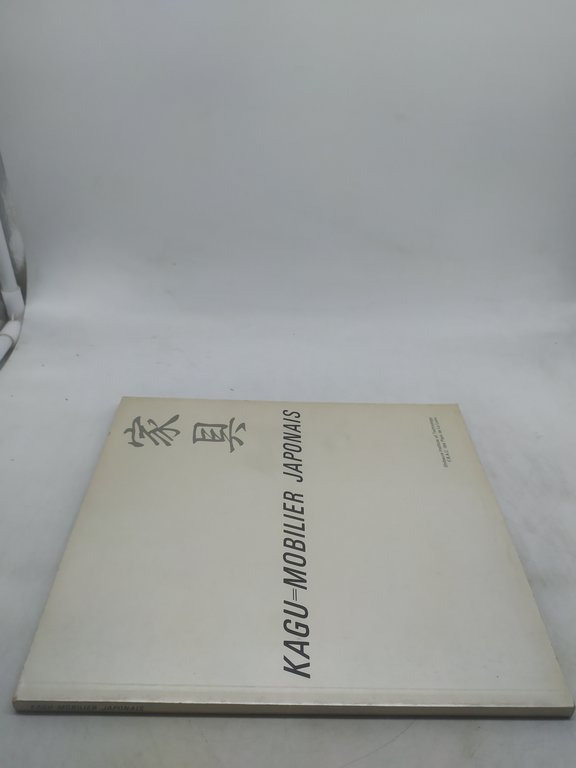 家具
KAGU=MOBILIER JAPONAIS
KAGU MOBILIER JAPONAIS